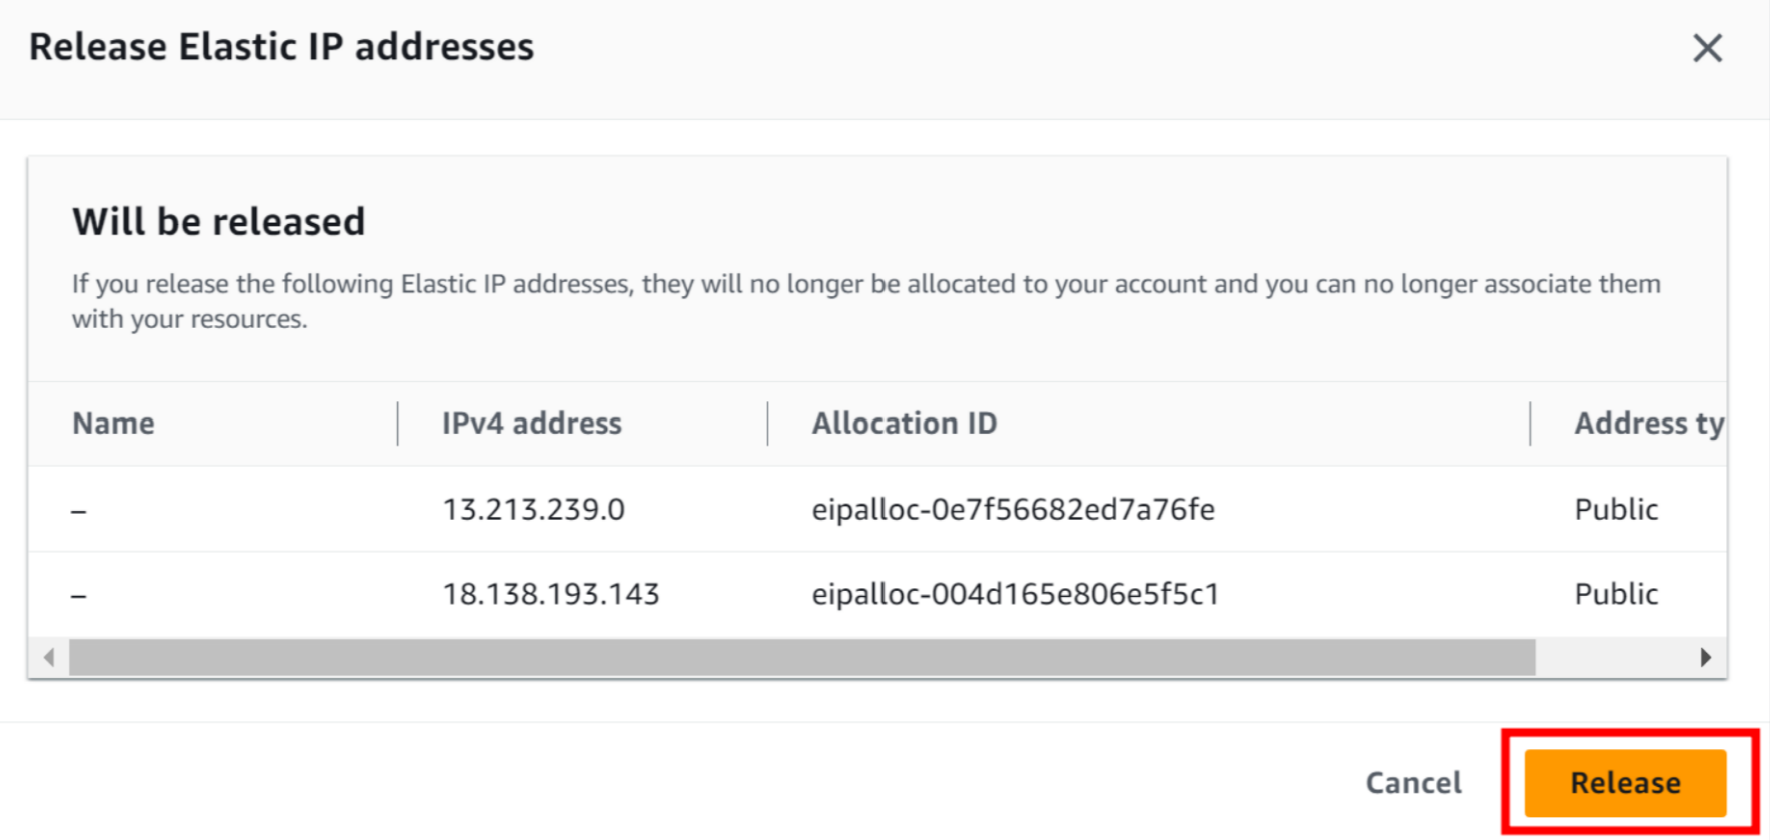 Release Elastic IP addresses
Will be released
If you release the following Elastic IP addresses, they will no longer be allocated to your account and you can no longer associate them
with your resources.
Name IPv4 address Allocation ID Address ty
– 13.213.239.0 eipalloc-0e7f56682ed7a76fe Public
– 18.138.193.143 eipalloc-004d165e806e5f5c1 Public
Cancel Release